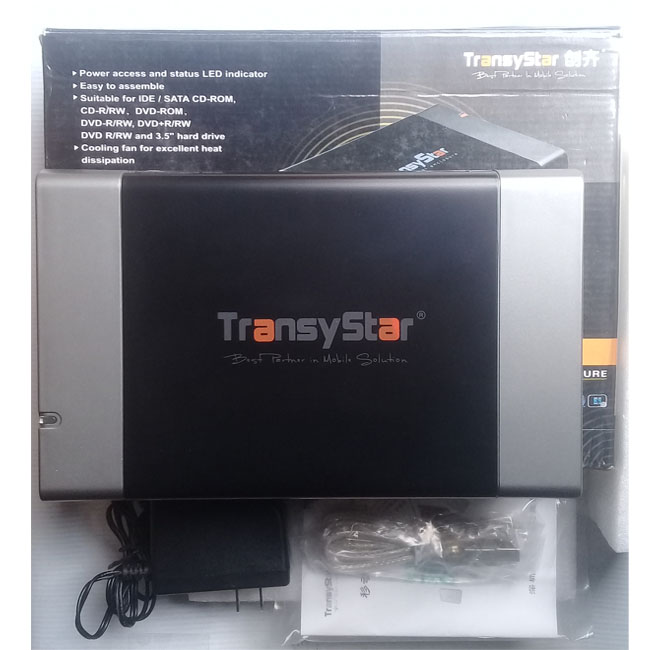 Power access and status LED indicator
Easy to assemble
Suitable for IDE / SATA CD-ROM,
CD-R/RW, DVD-ROM,
DVD-R/RW, DVD+R/RW
DVD R/RW and 3.5" hard drive
Cooling fan for excellent heat
dissipation
TransyStar 创齐
Best Partner in Mobile Solution
TransyStar
TransyStar®
Best Partner in Mobile Solution
URE
TransyStar